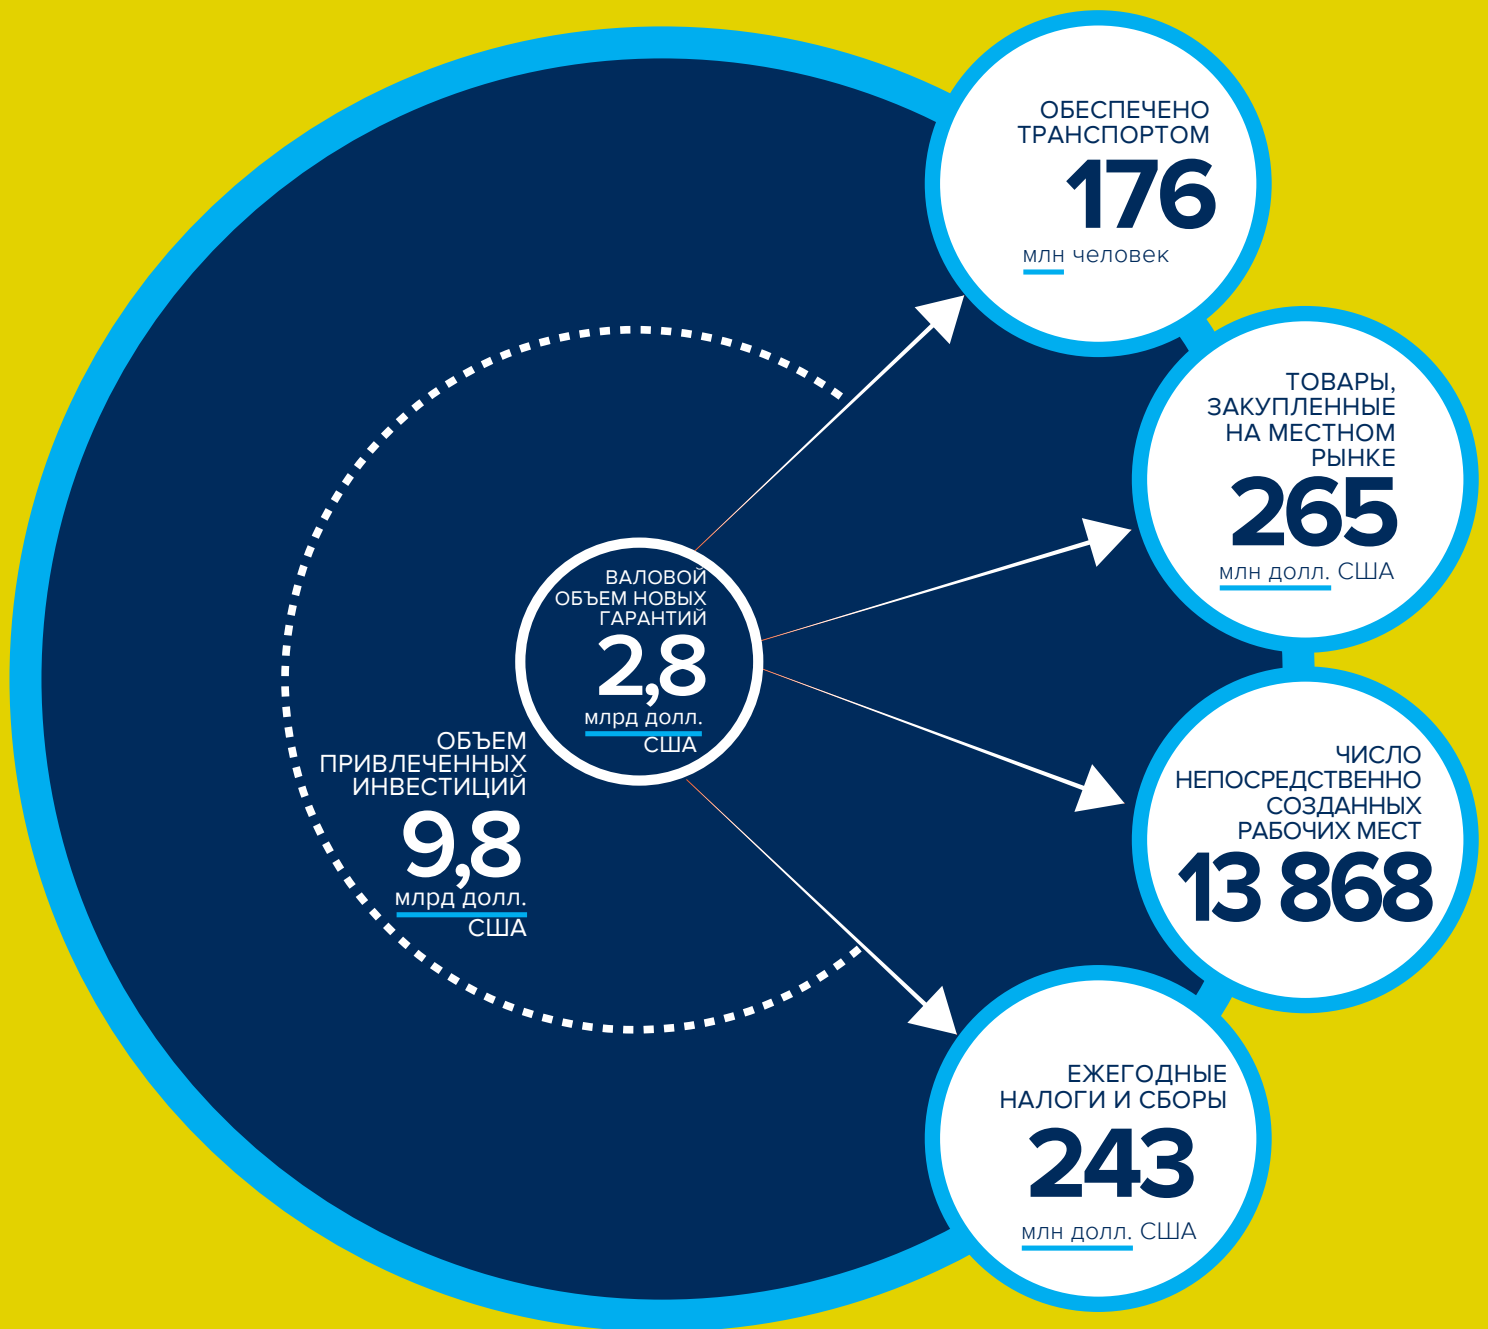 ОБЕСПЕЧЕНО
ТРАНСПОРТОМ
176
млн человек
ТОВАРЫ,
ЗАКУПЛЕННЫЕ
НА МЕСТНОМ
РЫНКЕ
265
млн долл. США
ВАЛОВОЙ
ОБЪЕМ НОВЫХ
ГАРАНТИЙ
2,8
млрд долл.
США
ОБЪЕМ
ПРИВЛЕЧЕННЫХ
ИНВЕСТИЦИЙ
9,8
млрд долл.
США
ЧИСЛО
НЕПОСРЕДСТВЕННО
СОЗДАННЫХ
РАБОЧИХ МЕСТ
13 868
ЕЖЕГОДНЫЕ
НАЛОГИ И СБОРЫ
243
млн долл. США